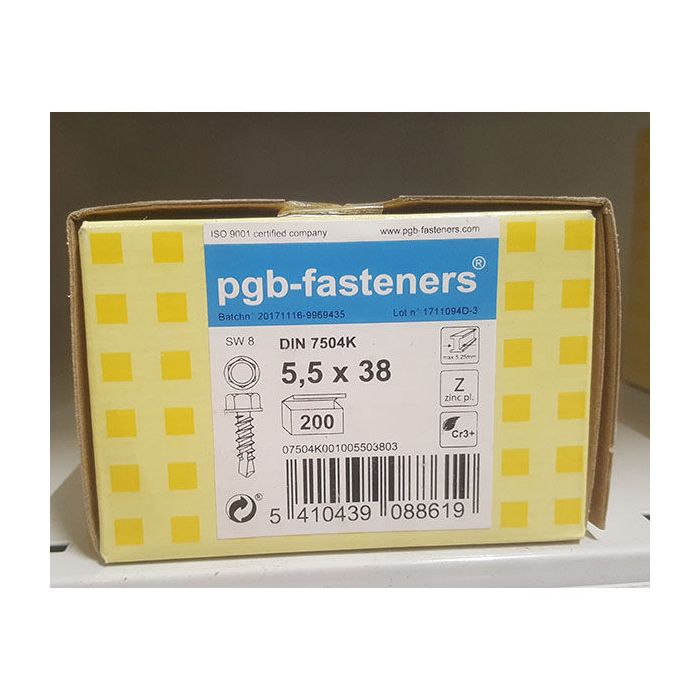 ISO 9001 certified company www.pgb-fasteners.com
pgb-fasteners®
Batchn° 20171116-9969435 Lot n° 1711094D-3
SW 8 DIN 7504K
max 5.25mm
5,5 x 38
Z
zinc pl.
200
Cr3+
07504K001005503803
5 410439 088619